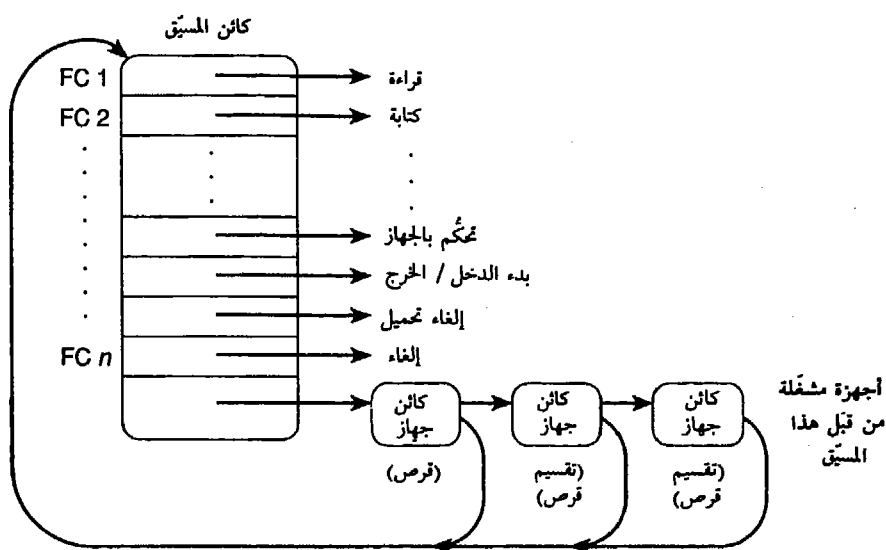 كائن المسيّق
FC 1
قراءة
FC 2
كتابة
تحكُّم بالجهاز
بدء الدخل / الخرج
إلغاء تحميل
FC n
إلغاء
كائن
جهاز
كائن
جهاز
كائن
جهاز
أجهزة مشغّلة
من قبَل هذا
المسيّق
(قرص)
(تقسيم
قرص)
(تقسيم
قرص)